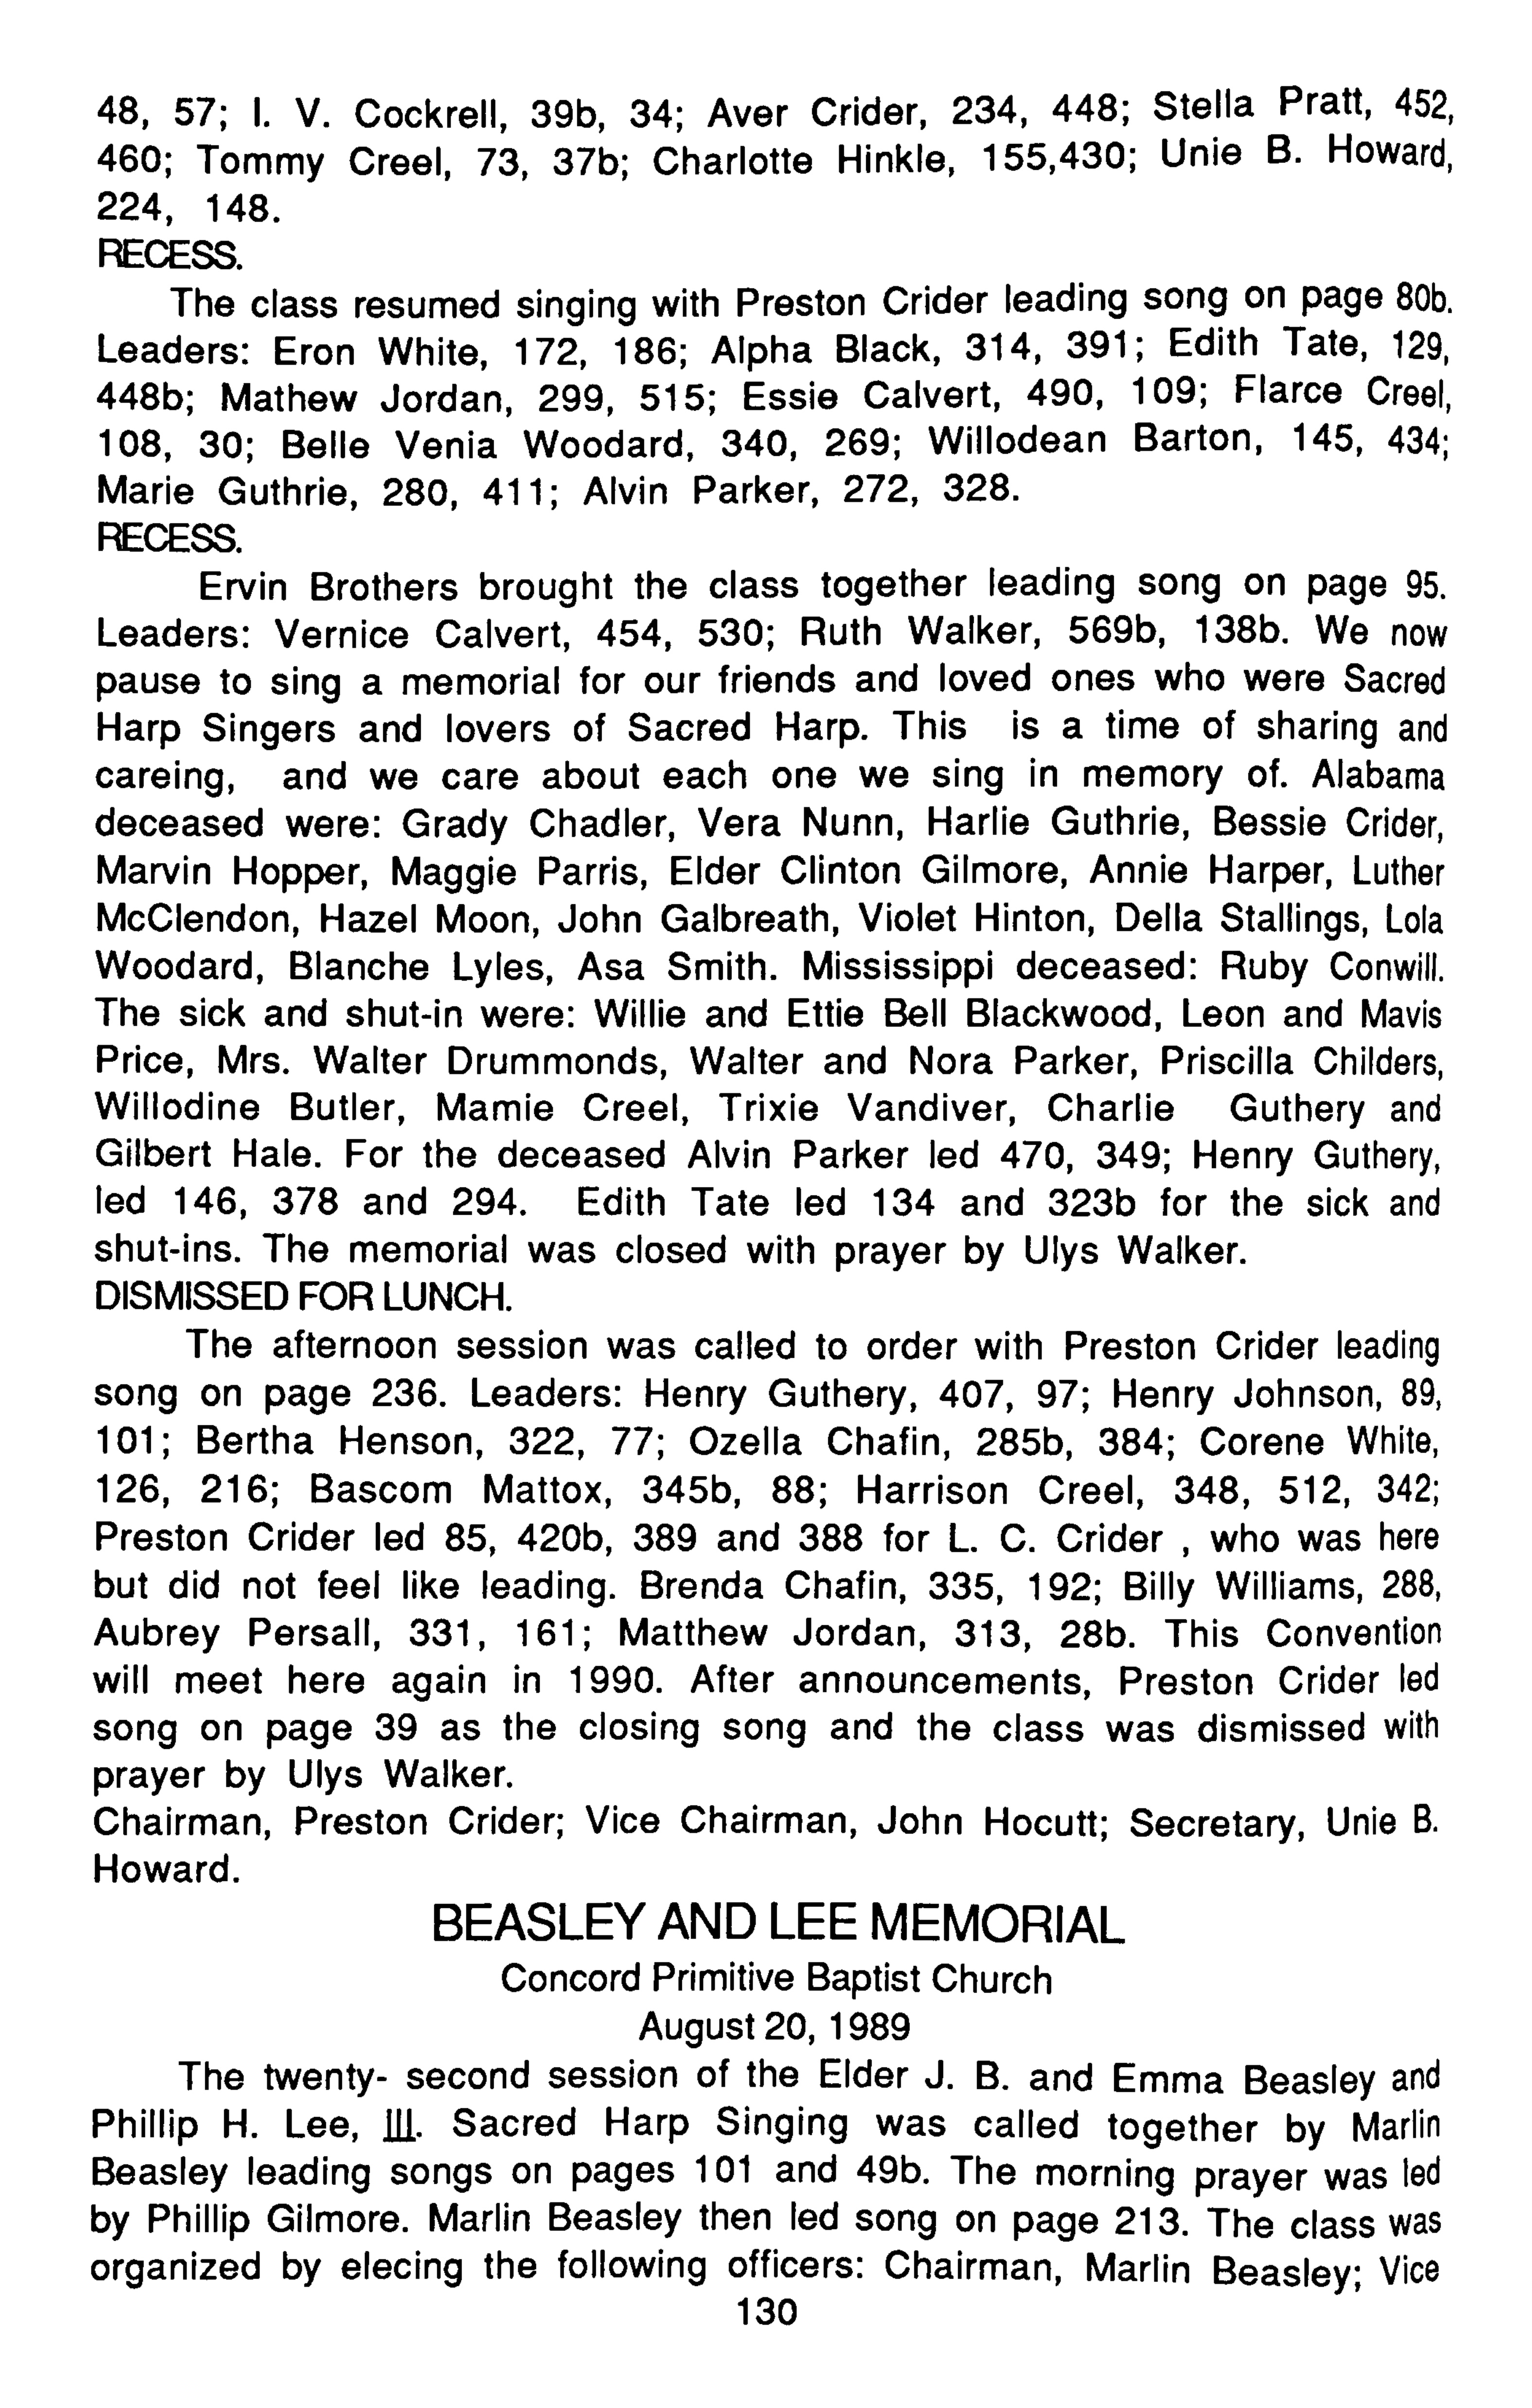 48, 57; I. V. Cockrell, 39b, 34; Aver Crider, 234, 448; Stella Pratt, 452,
460; Tommy Creel, 73, 37b; Charlotte Hinkle, 155,430; Unie B. Howard,
224, 148.
RECESS.
The class resumed singing with Preston Crider leading song on page 80b.
Leaders: Eron White, 172, 186; Alpha Black, 314, 391; Edith Tate, 129,
448b; Mathew Jordan, 299, 515; Essie Calvert, 490, 109; Flarce Creel,
108, 30; Belle Venia Woodard, 340, 269; Willodean Barton, 145, 434;
Marie Guthrie, 280, 411; Alvin Parker, 272, 328.
RECESS.
Ervin Brothers brought the class together leading song on page 95.
Leaders: Vernice Calvert, 454, 530; Ruth Walker, 569b, 138b. We now
pause to sing a memorial for our friends and loved ones who were Sacred
Harp Singers and lovers of Sacred Harp. This is a time of sharing and
careing, and we care about each one we sing in memory of. Alabama
deceased were: Grady Chadler, Vera Nunn, Harlie Guthrie, Bessie Crider,
Marvin Hopper, Maggie Parris, Elder Clinton Gilmore, Annie Harper, Luther
McClendon, Hazel Moon, John Galbreath, Violet Hinton, Della Stallings, Lola
Woodard, Blanche Lyles, Asa Smith. Mississippi deceased: Ruby Conwill.
The sick and shut-in were: Willie and Ettie Bell Blackwood, Leon and Mavis
Price, Mrs. Walter Drummonds, Walter and Nora Parker, Priscilla Childers,
Willodine Butler, Mamie Creel, Trixie Vandiver, Charlie Guthery and
Gilbert Hale. For the deceased Alvin Parker led 470, 349; Henry Guthery,
led 146, 378 and 294. Edith Tate led 134 and 323b for the sick and
shut-ins. The memorial was closed with prayer by Ulys Walker.
DISMISSED FOR LUNCH.
The afternoon session was called to order with Preston Crider leading
song on page 236. Leaders: Henry Guthery, 407, 97; Henry Johnson, 89,
101; Bertha Henson, 322, 77; Ozella Chafin, 285b, 384; Corene White,
126, 216; Bascom Mattox, 345b, 88; Harrison Creel, 348, 512, 342;
Preston Crider led 85, 420b, 389 and 388 for L. C. Crider , who was here
but did not feel like leading. Brenda Chafin, 335, 192; Billy Williams, 288,
Aubrey Persall, 331, 161; Matthew Jordan, 313, 28b. This Convention
will meet here again in 1990. After announcements, Preston Crider led
song on page 39 as the closing song and the class was dismissed with
prayer by Ulys Walker.
Chairman, Preston Crider; Vice Chairman, John Hocutt; Secretary, Unie B.
Howard.
BEASLEY AND LEE MEMORIAL
Concord Primitive Baptist Church
August 20, 1989
The twenty- second session of the Elder J. B. and Emma Beasley and
Phillip H. Lee, III. Sacred Harp Singing was called together by Marlin
Beasley leading songs on pages 101 and 49b. The morning prayer was led
by Phillip Gilmore. Marlin Beasley then led song on page 213. The class was
organized by elecing the following officers: Chairman, Marlin Beasley; Vice
130